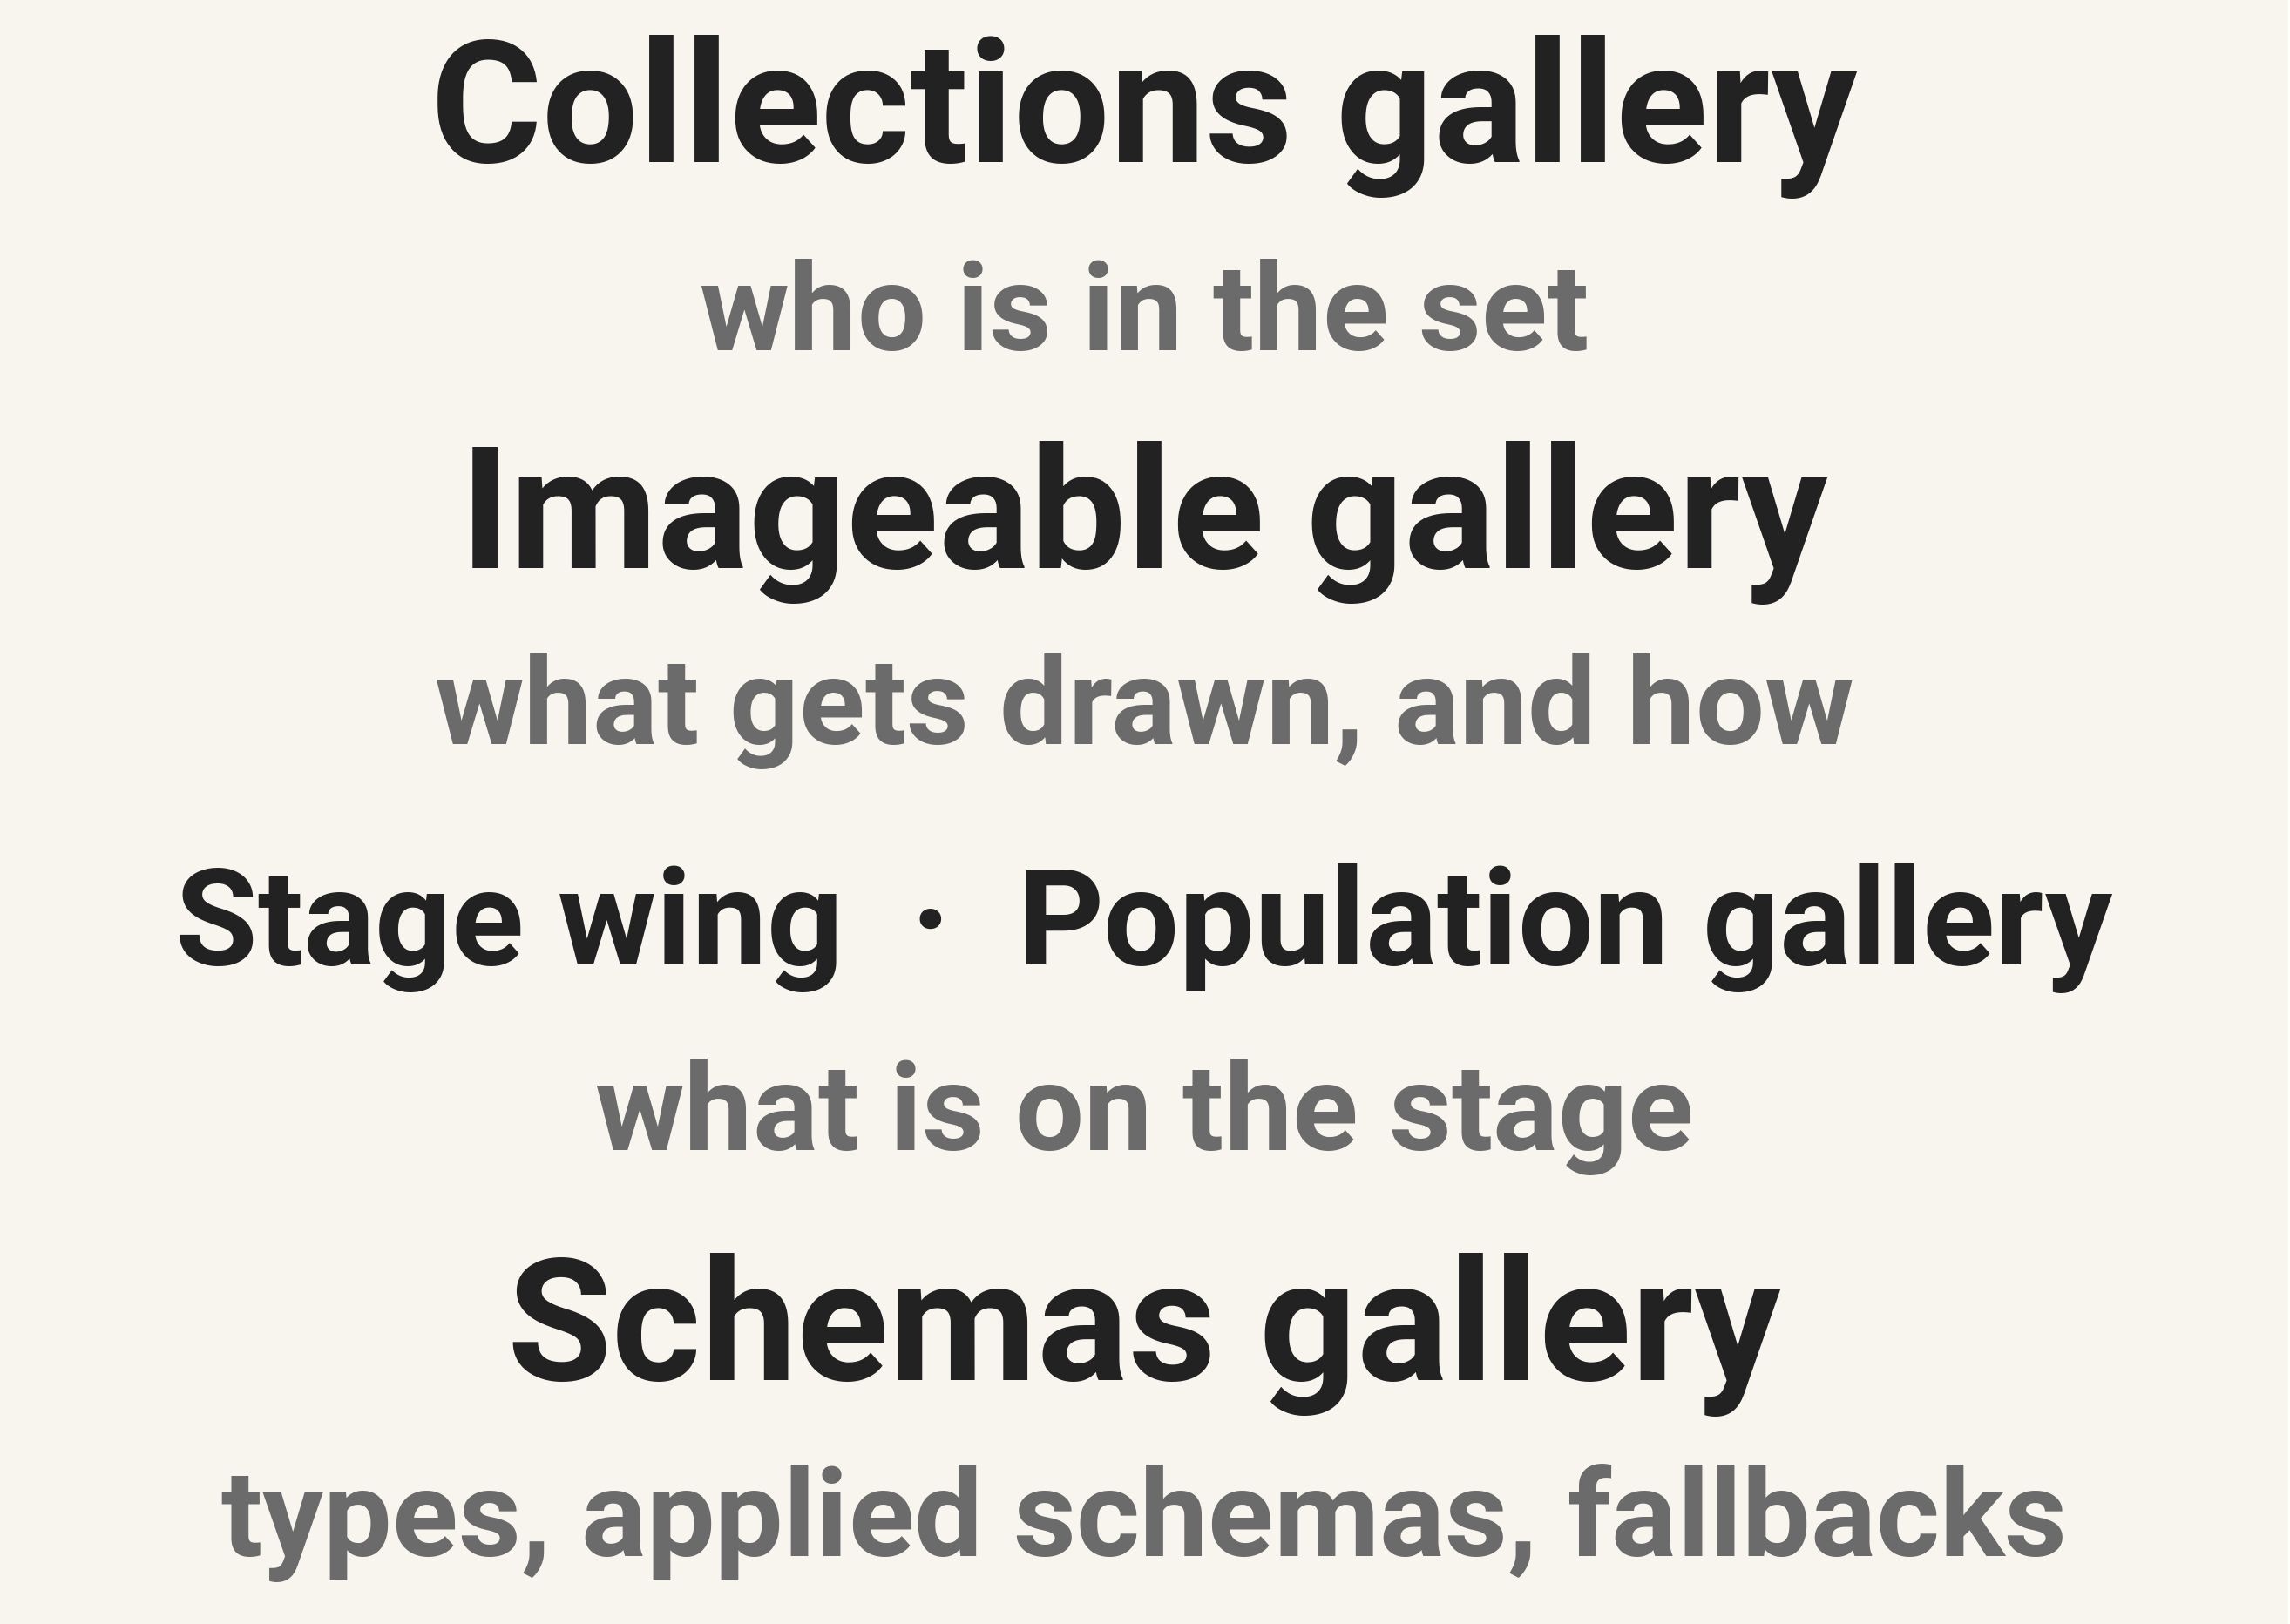 Collections gallery
who is in the set
Imageable gallery
what gets drawn, and how
Stage wing · Population gallery
what is on the stage
Schemas gallery
types, applied schemas, fallbacks